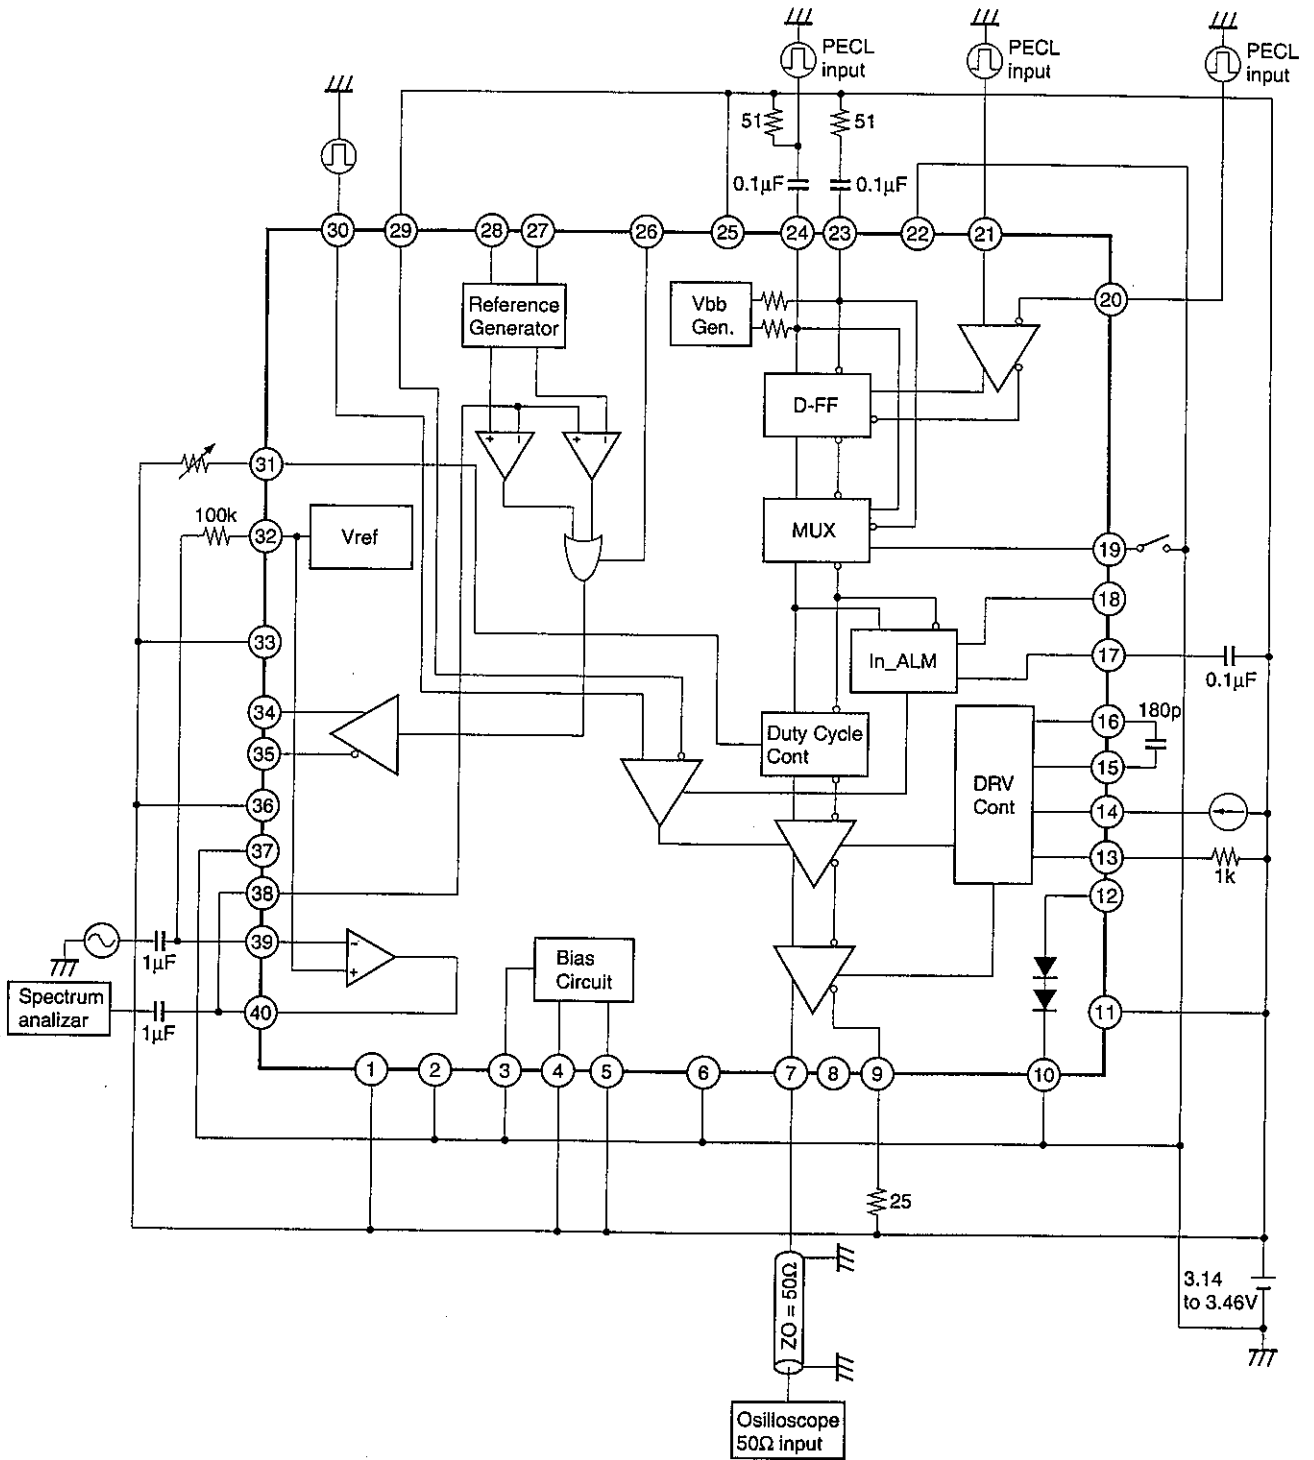 PECL
input
PECL
input
PECL
input
51
51
0.1µF
0.1µF
30
29
28
27
26
25
24
23
22
21
20
Reference
Generator
Vbb
Gen.
D-FF
+
−
+
−
31
100k
32
Vref
MUX
19
18
33
In_ALM
17
0.1µF
34
35
Duty Cycle
Cont
16
180p
15
DRV
Cont
36
14
37
13
1k
38
12
39
1µF
−
+
Bias
Circuit
Spectrum
analizar
1µF
40
11
1
2
3
4
5
6
7
8
9
10
25
ZO = 50Ω
3.14
to 3.46V
Osilloscope
50Ω input